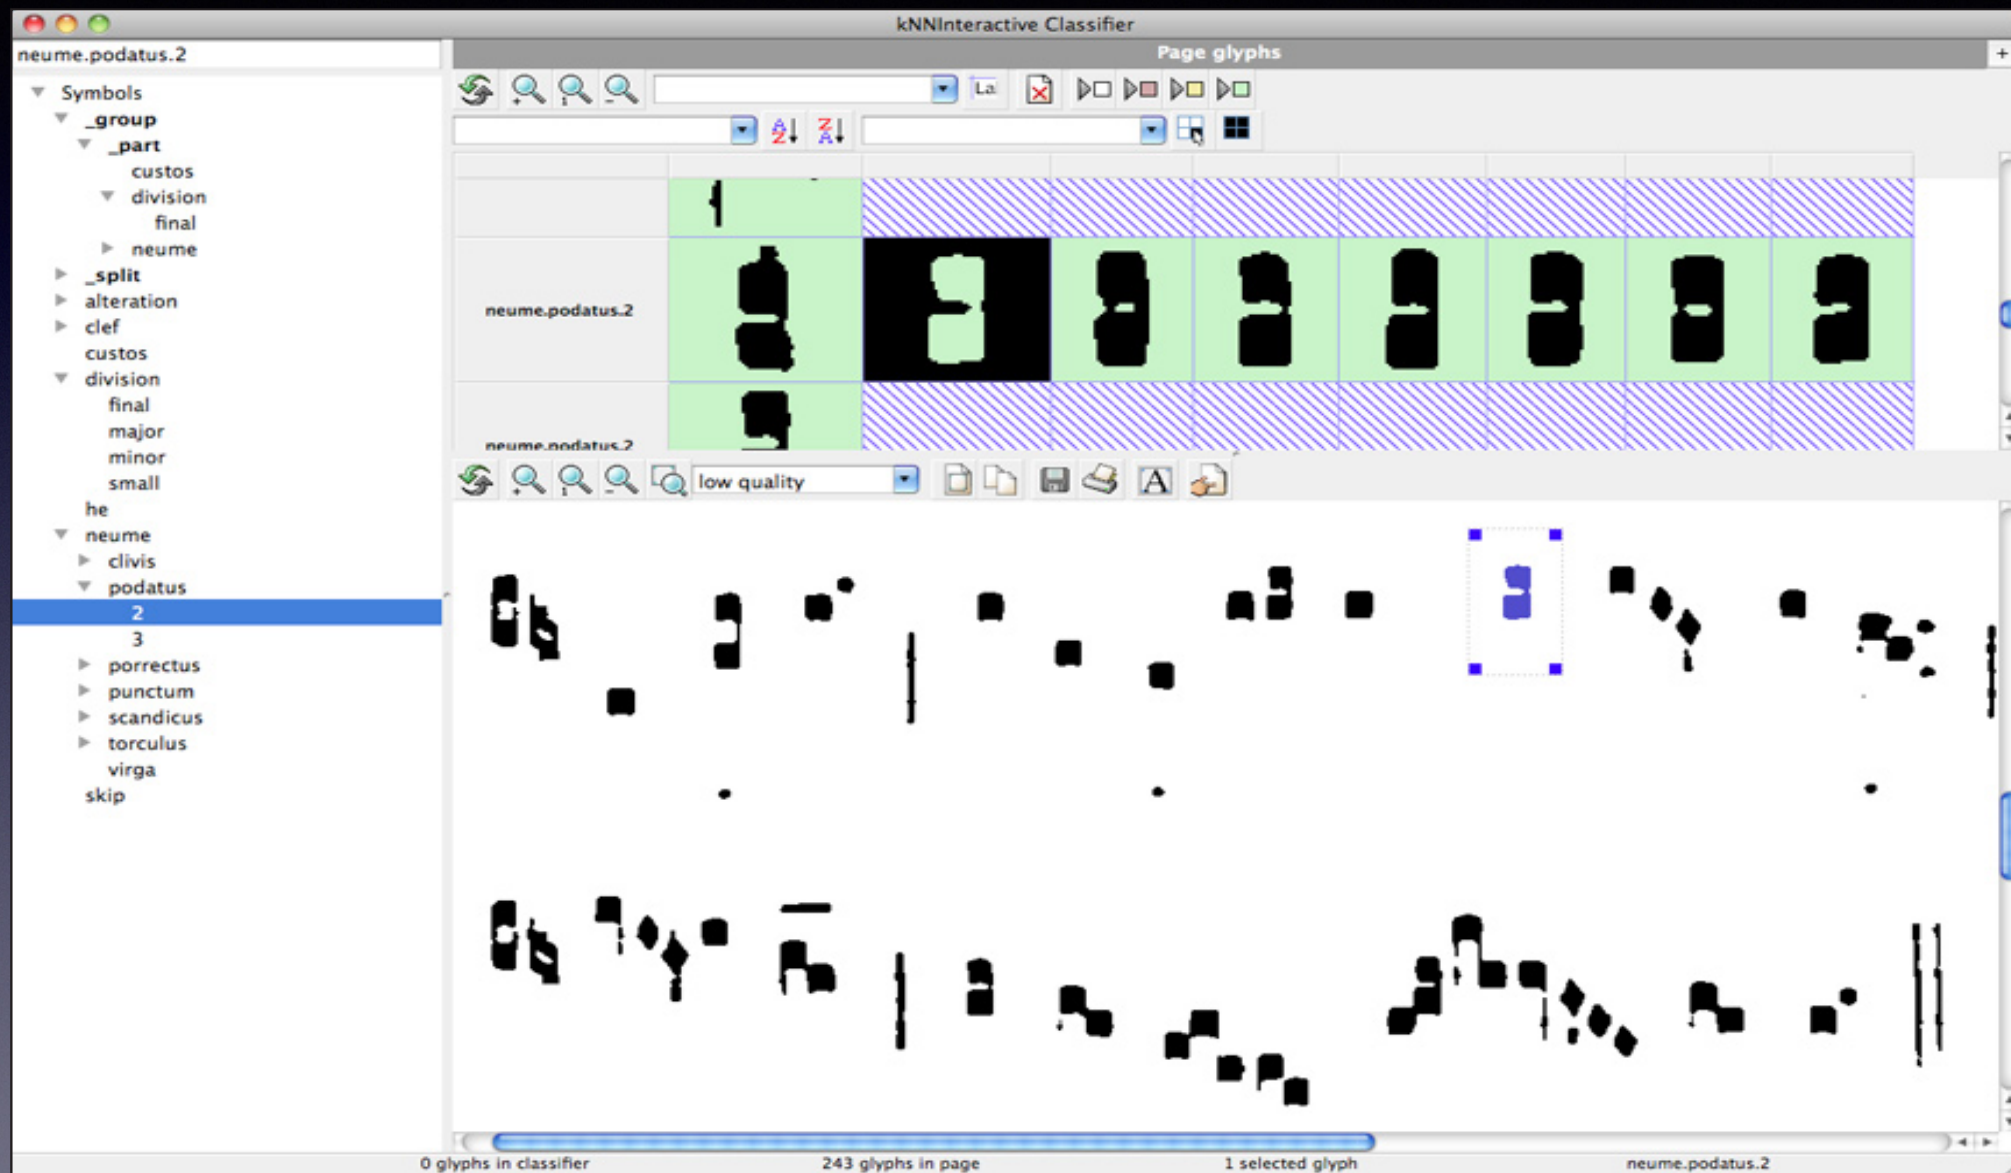 kNNInteractive Classifier
neume.podatus.2
Page glyphs
+
Symbols
_group
_part
custos
division
final
neume
_split
alteration
clef
custos
division
final
major
minor
small
he
neume
clivis
podatus
2
3
porrectus
punctum
scandicus
torculus
virga
skip
La
A
Z
Z
A
neume.podatus.2
neume.podatus.2
low quality
A
0 glyphs in classifier
243 glyphs in page
1 selected glyph
neume.podatus.2